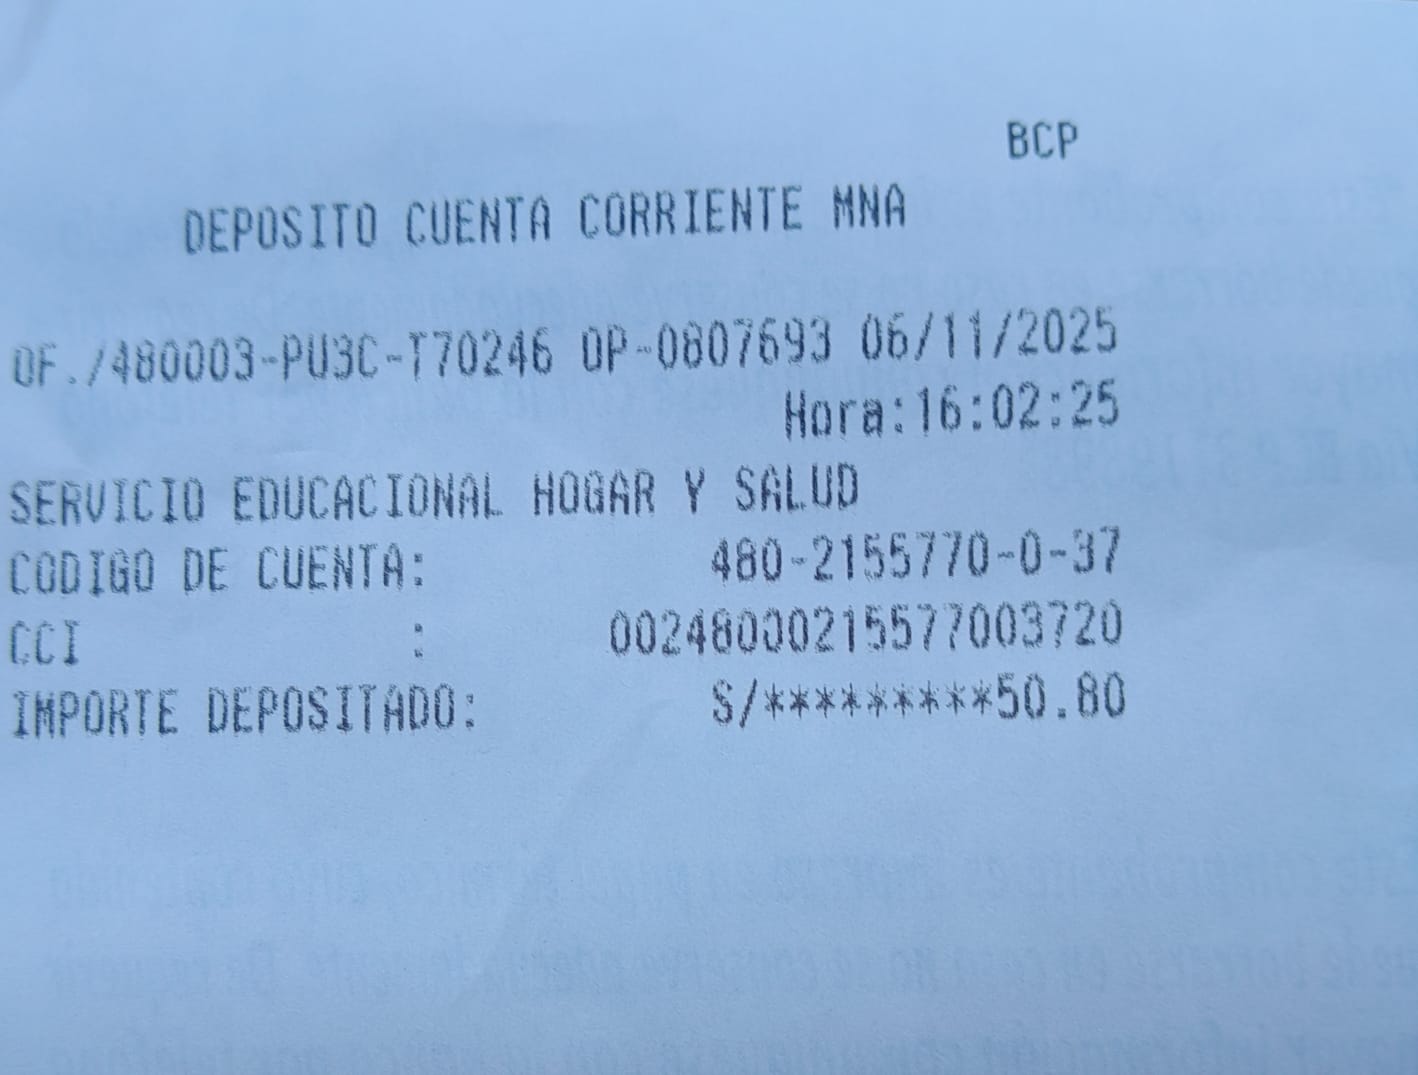 BCP
DEPOSITO CUENTA CORRIENTE MNA
OF./480003-PU3C-T70246 OP-0807693 06/11/2025
Hora:16:02:25
SERVICIO EDUCACIONAL HOGAR Y SALUD
CODIGO DE CUENTA: 480-2155770-0-37
CCI : 00248000215577003720
IMPORTE DEPOSITADO: S/*********50.80